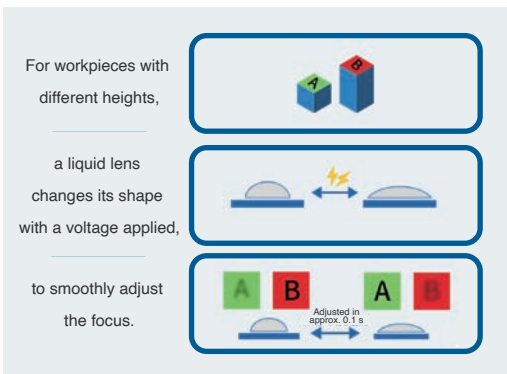 For workpieces with
different heights,
A
B
a liquid lens
changes its shape
with a voltage applied,
to smoothly adjust
the focus.
A B A B
Adjusted in
approx. 0.1 s